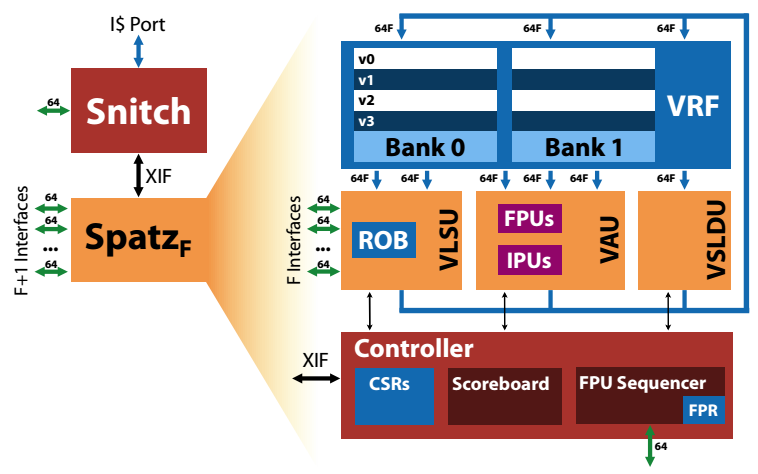 I$ Port
64
Snitch
XIF
F+1 Interfaces
64
64
...
64
Spatz_F
64F
64F
64F
v0
v1
v2
v3
Bank 0
Bank 1
VRF
64F
64F
64F
64F
64F
64F
F Interfaces
64
64
...
64
ROB
VLSU
FPUs
IPUs
VAU
VSLDU
XIF
Controller
CSRs
Scoreboard
FPU Sequencer
FPR
64